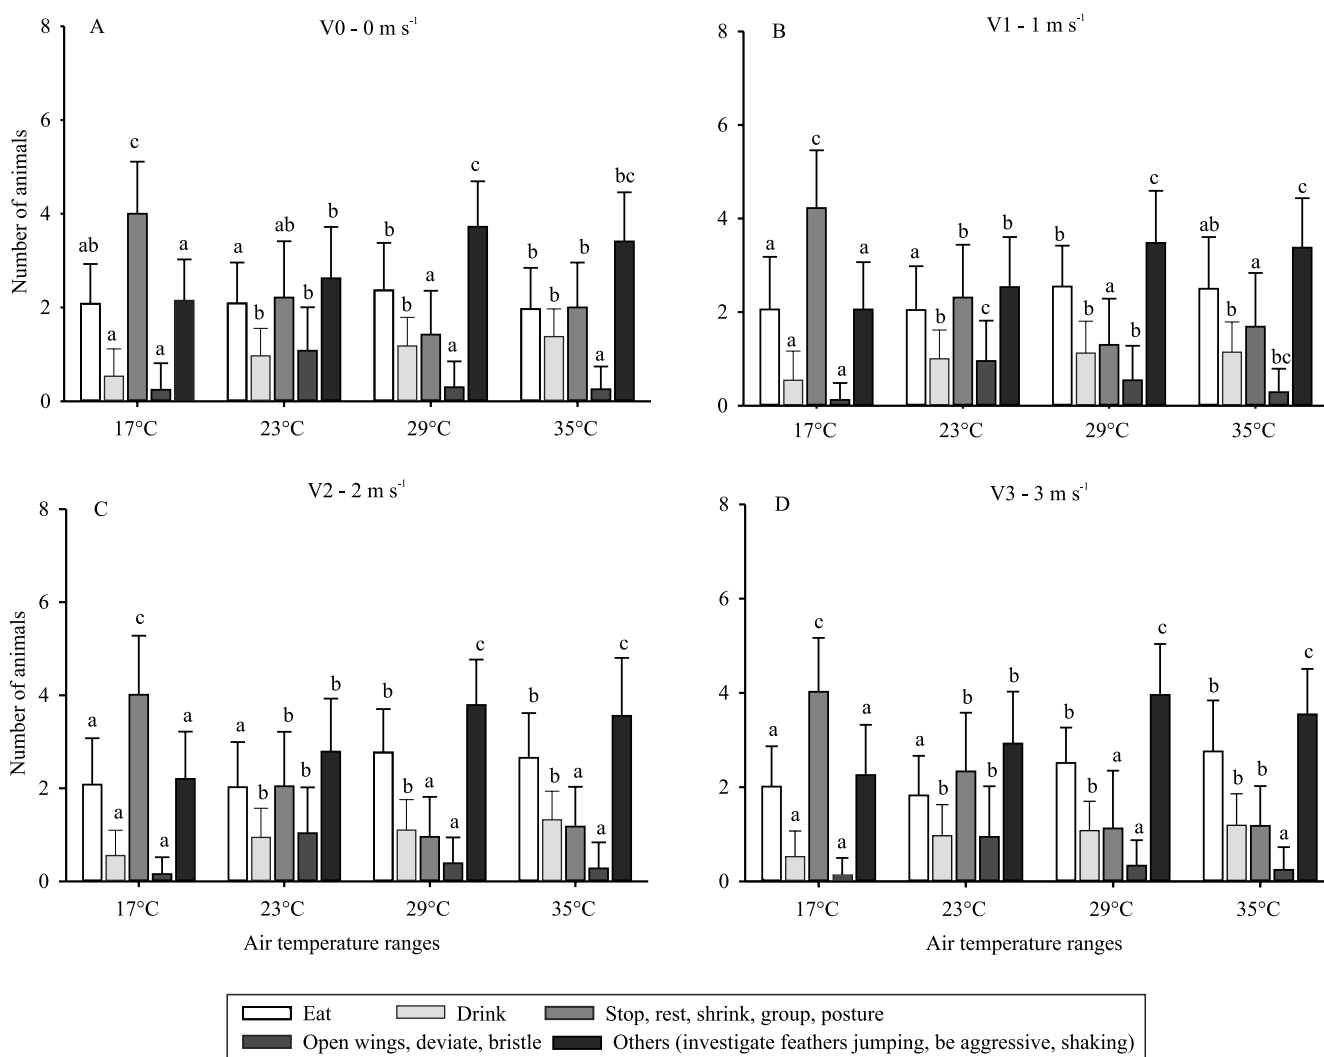 A
V0 - 0 m s-1
8
6
4
2
0
Number of animals
ab
a
c
a
a
a
b
ab
b
b
b
b
a
a
c
b
b
b
a
bc
17°C
23°C
29°C
35°C
B
V1 - 1 m s-1
8
6
4
2
0
a
a
c
a
a
a
b
b
c
b
b
b
a
b
c
ab
b
a
bc
c
17°C
23°C
29°C
35°C
C
V2 - 2 m s-1
8
6
4
2
0
Number of animals
a
a
c
a
a
a
b
b
b
b
b
b
a
a
c
b
b
a
a
c
17°C
23°C
29°C
35°C
Air temperature ranges
D
V3 - 3 m s-1
8
6
4
2
0
a
a
c
a
a
a
b
b
b
b
b
b
a
a
c
b
b
b
a
c
17°C
23°C
29°C
35°C
Air temperature ranges
Eat
Drink
Stop, rest, shrink, group, posture
Open wings, deviate, bristle
Others (investigate feathers jumping, be aggressive, shaking)